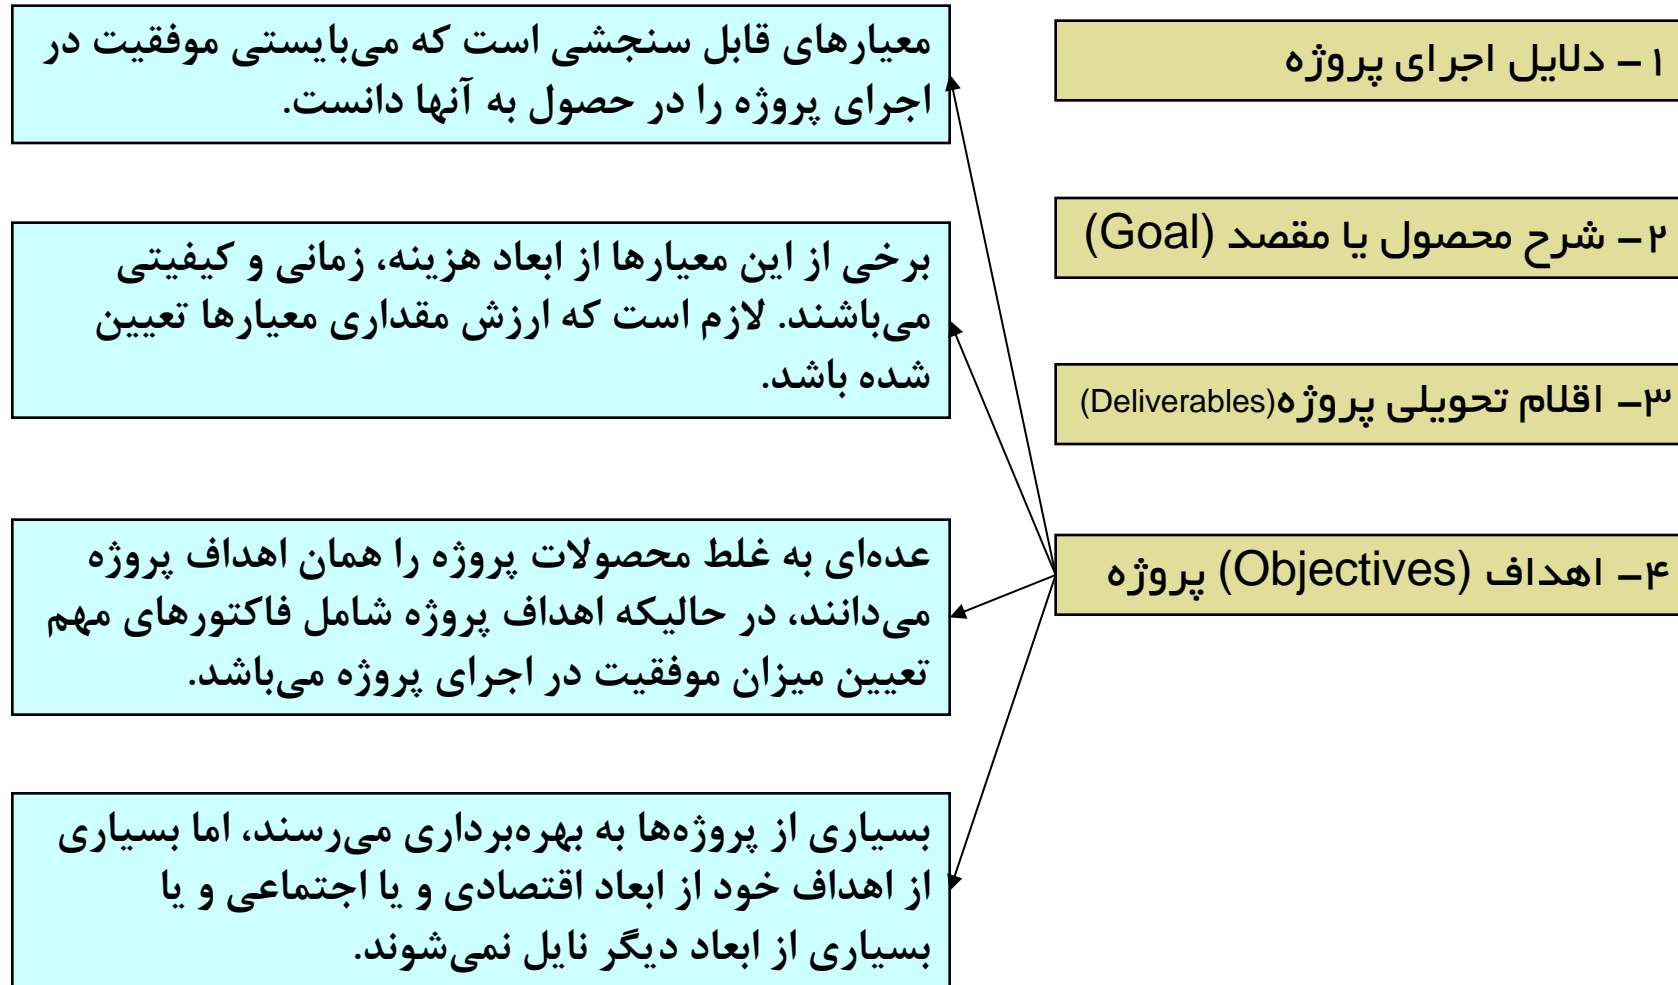 ۱- دلایل اجرای پروژه
۲- شرح محصول یا مقصد (Goal)
۳- اقلام تحویلی پروژه(Deliverables)
۴- اهداف (Objectives) پروژه
معیارهای قابل سنجشی است که می‌بایستی موفقیت در
اجرای پروژه را در حصول به آنها دانست.
برخی از این معیارها از ابعاد هزینه، زمانی و کیفیتی
می‌باشند. لازم است که ارزش مقداری معیارها تعیین
شده باشد.
عده‌ای به غلط محصولات پروژه را همان اهداف پروژه
می‌دانند، در حالیکه اهداف پروژه شامل فاکتورهای مهم
تعیین میزان موفقیت در اجرای پروژه می‌باشد.
بسیاری از پروژه‌ها به بهره‌برداری می‌رسند، اما بسیاری
از اهداف خود از ابعاد اقتصادی و یا اجتماعی و یا
بسیاری از ابعاد دیگر نایل نمی‌شوند.